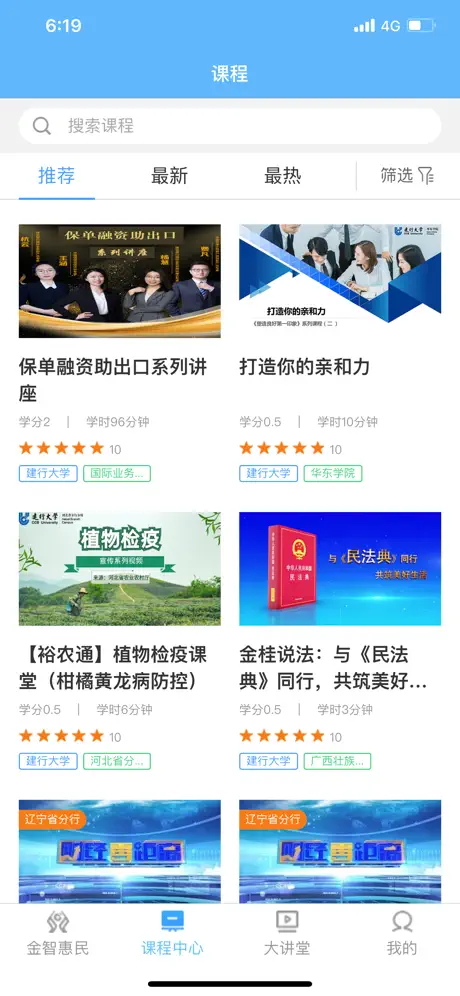 6:19
4G
课程
搜索课程
推荐
最新
最热
筛选
保单融资助出口
系列讲座
杭云
王涵
杨慧
贾凡
保单融资助出口系列讲
座
学分2 | 学时96分钟
10
建行大学
国际业务...
建行大学
打造你的亲和力
《塑造良好第一印象》系列课程(二)
打造你的亲和力
学分0.5 | 学时10分钟
10
建行大学
华东学院
建行大学
CCB University
植物检疫
宣传系列视频
来源:河北省农业农村厅
【裕农通】植物检疫课
堂(柑橘黄龙病防控)
学分0.5 | 学时6分钟
10
建行大学
河北省分...
中华人民共和国
民法典
与《民法典》同行
共筑美好生活
金桂说法:与《民法
典》同行,共筑美好...
学分0.5 | 学时3分钟
10
建行大学
广西壮族...
辽宁省分行
辽宁省分行
金智惠民
课程中心
大讲堂
我的